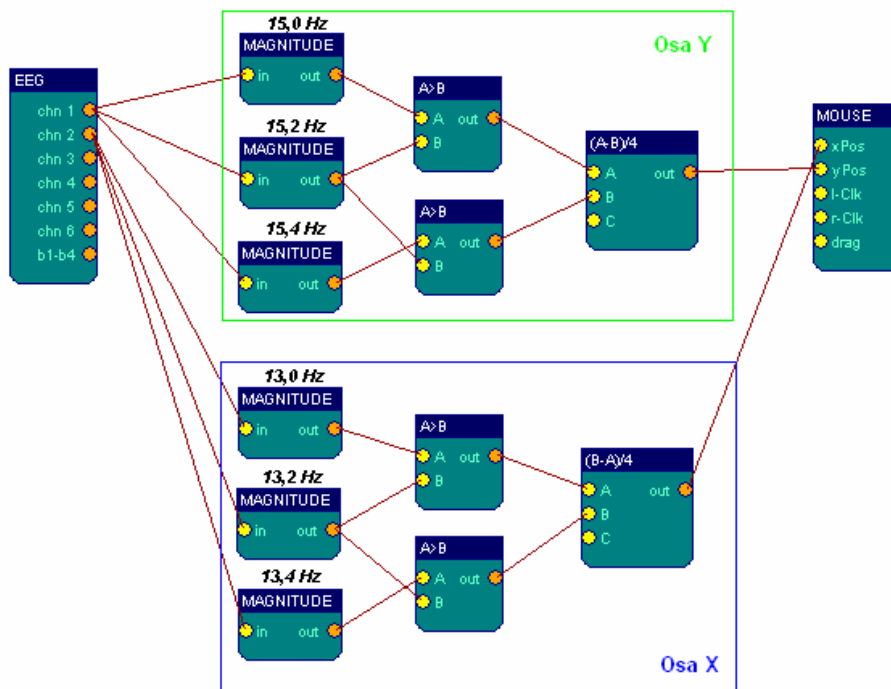 EEG
chn 1
chn 2
chn 3
chn 4
chn 5
chn 6
b1-b4
Osa Y
15,0 Hz
MAGNITUDE
in out
15,2 Hz
MAGNITUDE
in out
15,4 Hz
MAGNITUDE
in out
A>B
A out
B
A>B
A out
B
(A-B)/4
A out
B
C
MOUSE
xPos
yPos
l-Clk
r-Clk
drag
13,0 Hz
MAGNITUDE
in out
13,2 Hz
MAGNITUDE
in out
13,4 Hz
MAGNITUDE
in out
A>B
A out
B
A>B
A out
B
(B-A)/4
A out
B
C
Osa X